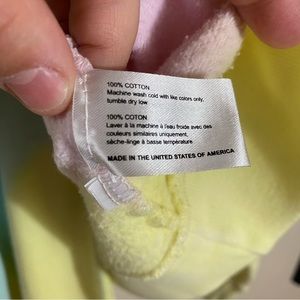 100% COTTON
Machine wash cold with like colors only,
tumble dry low
100% COTON
Laver à la machine à l'eau froide avec des
couleurs similaires uniquement,
sèche-linge à basse température
MADE IN THE UNITED STATES OF AMERICA